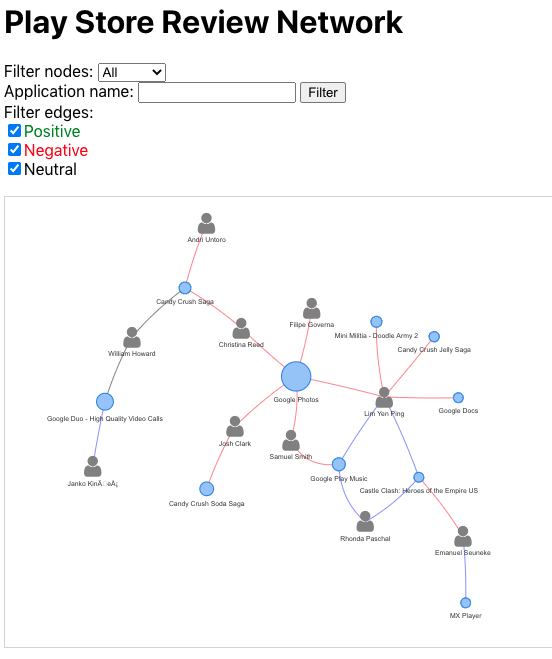 Play Store Review Network
Filter nodes: All
Application name: Filter
Filter edges:
Positive
Negative
Neutral
Andri Untoro
Candy Crush Saga
Filipe Governa
Mini Militia - Doodle Army 2
Christina Reed
Candy Crush Jelly Saga
William Howard
Google Photos
Lim Yen Ping
Google Docs
Google Duo - High Quality Video Calls
Josh Clark
Samuel Smith
Google Play Music
Janko KinÄeÅ¡
Castle Clash: Heroes of the Empire US
Candy Crush Soda Saga
Rhonda Paschal
Emanuel Seuneke
MX Player